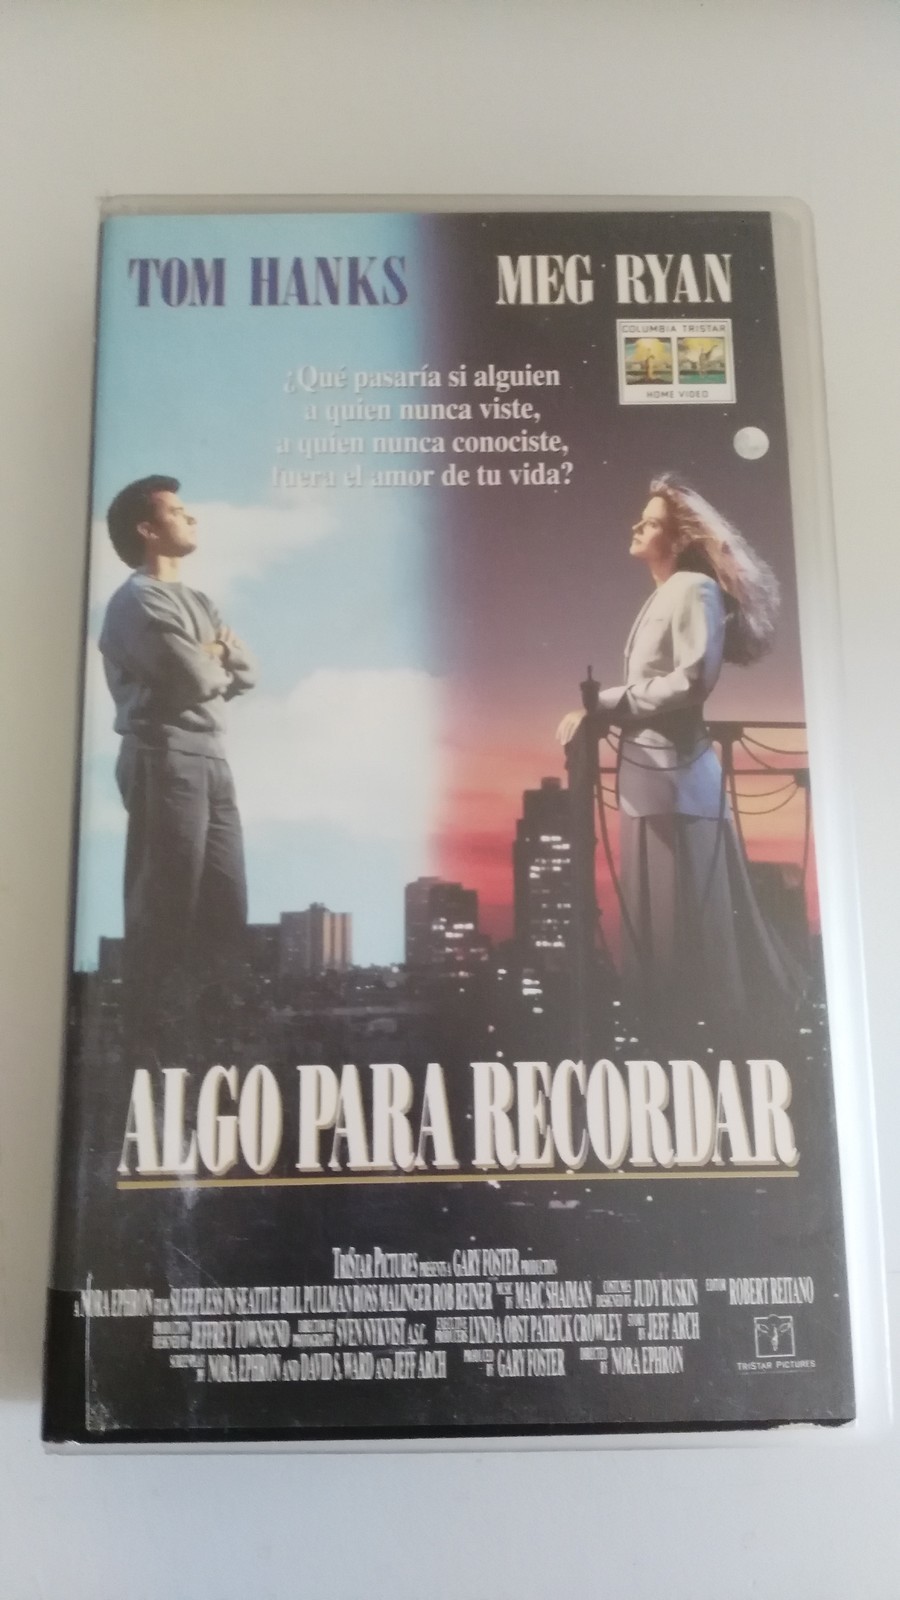 TOM HANKS MEG RYAN
COLUMBIA TRISTAR
HOME VIDEO
¿Qué pasaría si alguien
a quien nunca viste,
a quien nunca conociste,
fuera el amor de tu vida?
ALGO PARA RECORDAR
TRISTAR PICTURES PRESENTS A GARY FOSTER PRODUCTION
A NORA EPHRON FILM SLEEPLESS IN SEATTLE BILL PULLMAN ROSS MALINGER ROB REINER MUSIC BY MARC SHAIMAN COSTUMES DESIGNED BY JUDY RUSKIN EDITOR ROBERT REITANO
PRODUCTION DESIGNED BY JEFFREY TOWNSEND DIRECTOR OF PHOTOGRAPHY SVEN NYKVIST A.S.C. EXECUTIVE PRODUCERS LYNDA OBST PATRICK CROWLEY STORY BY JEFF ARCH
SCREENPLAY BY NORA EPHRON AND DAVID S. WARD AND JEFF ARCH PRODUCED BY GARY FOSTER DIRECTED BY NORA EPHRON
TRISTAR PICTURES